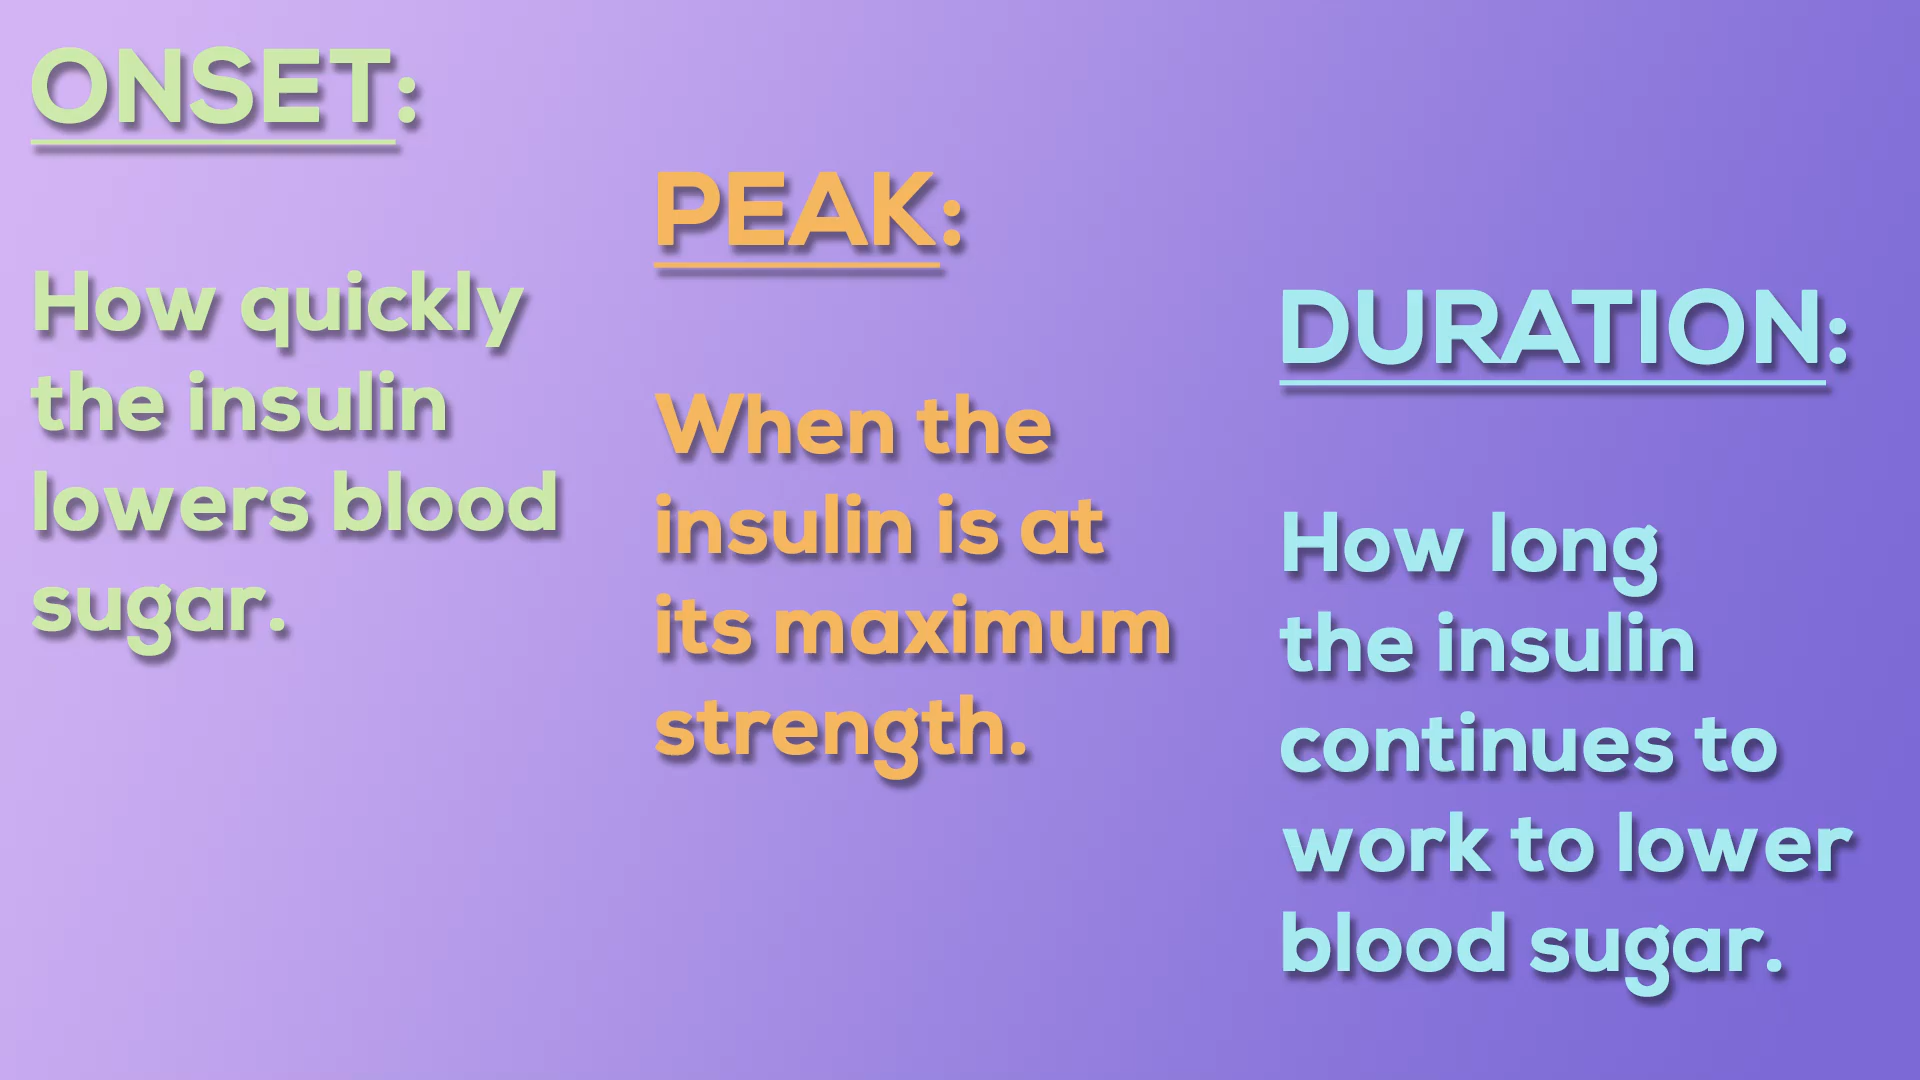 ONSET:
How quickly
the insulin
lowers blood
sugar.
PEAK:
When the
insulin is at
its maximum
strength.
DURATION:
How long
the insulin
continues to
work to lower
blood sugar.